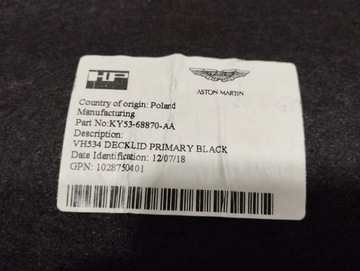 HP
ASTON MARTIN
Country of origin: Poland
Manufacturing
Part No:KY53-68870-AA
Description:
VH534 DECKLID PRIMARY BLACK
Date Identification: 12/07/18
GPN: 1028750401